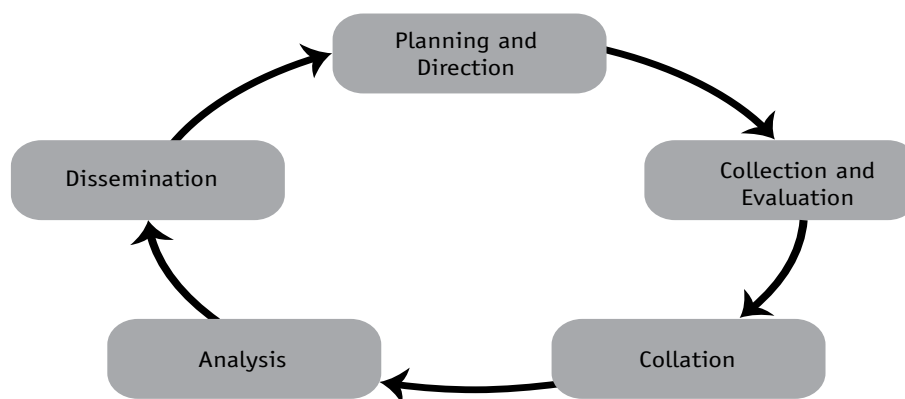 Planning and
Direction
Collection and
Evaluation
Collation
Analysis
Dissemination